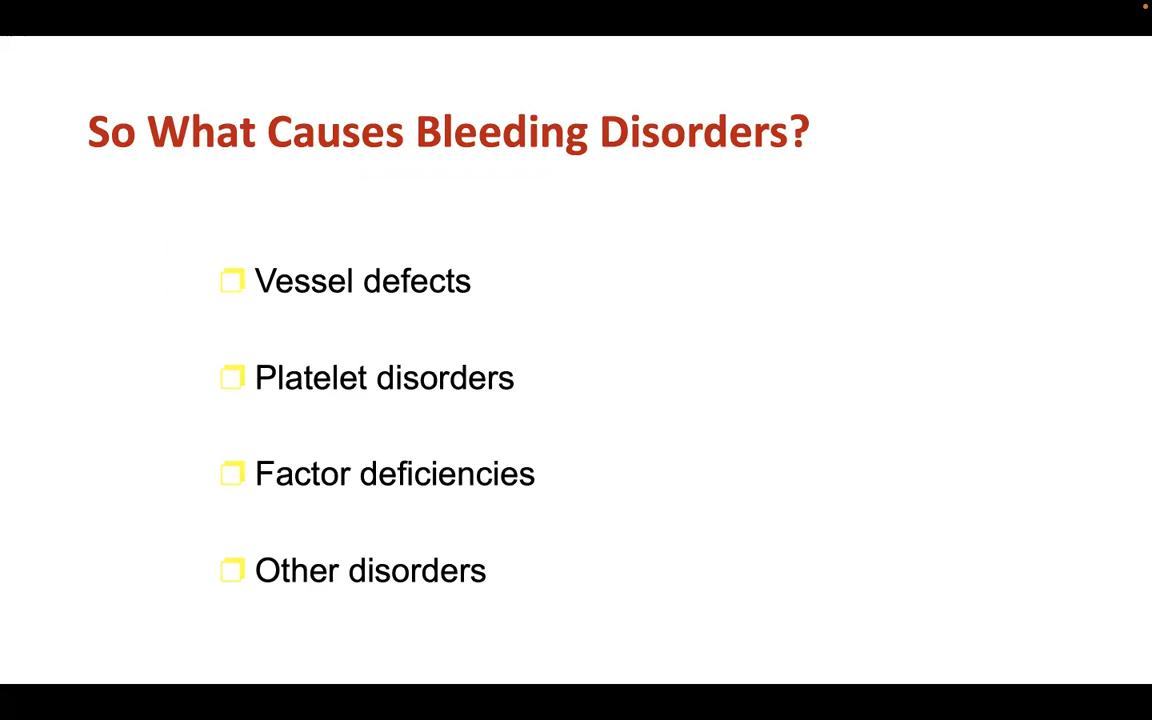 So What Causes Bleeding Disorders?
Vessel defects
Platelet disorders
Factor deficiencies
Other disorders